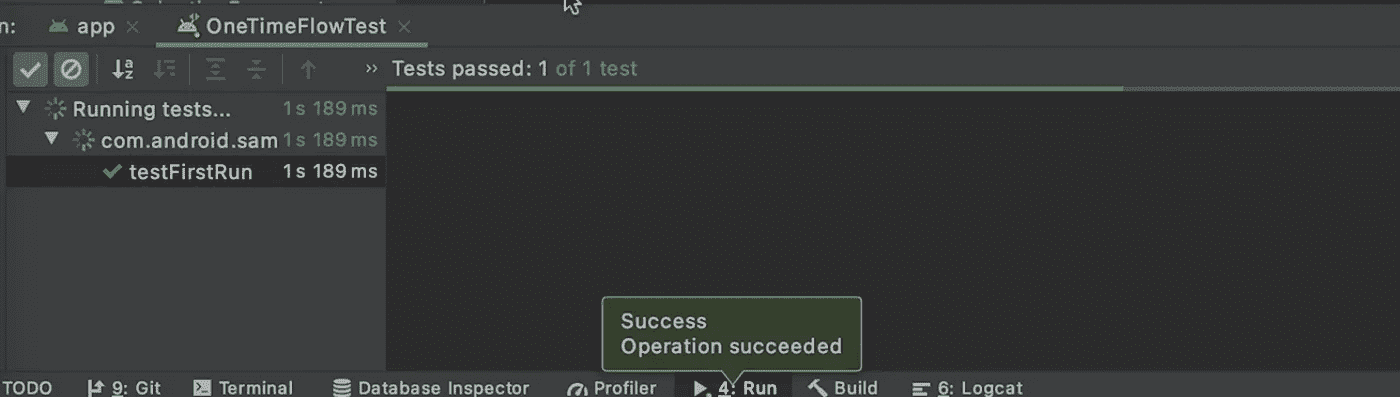 n: app OneTimeFlowTest
Tests passed: 1 of 1 test
Running tests... 1 s 189 ms
com.android.sam 1 s 189 ms
testFirstRun 1 s 189 ms
Success
Operation succeeded
TODO 9: Git Terminal Database Inspector Profiler 4: Run Build 6: Logcat